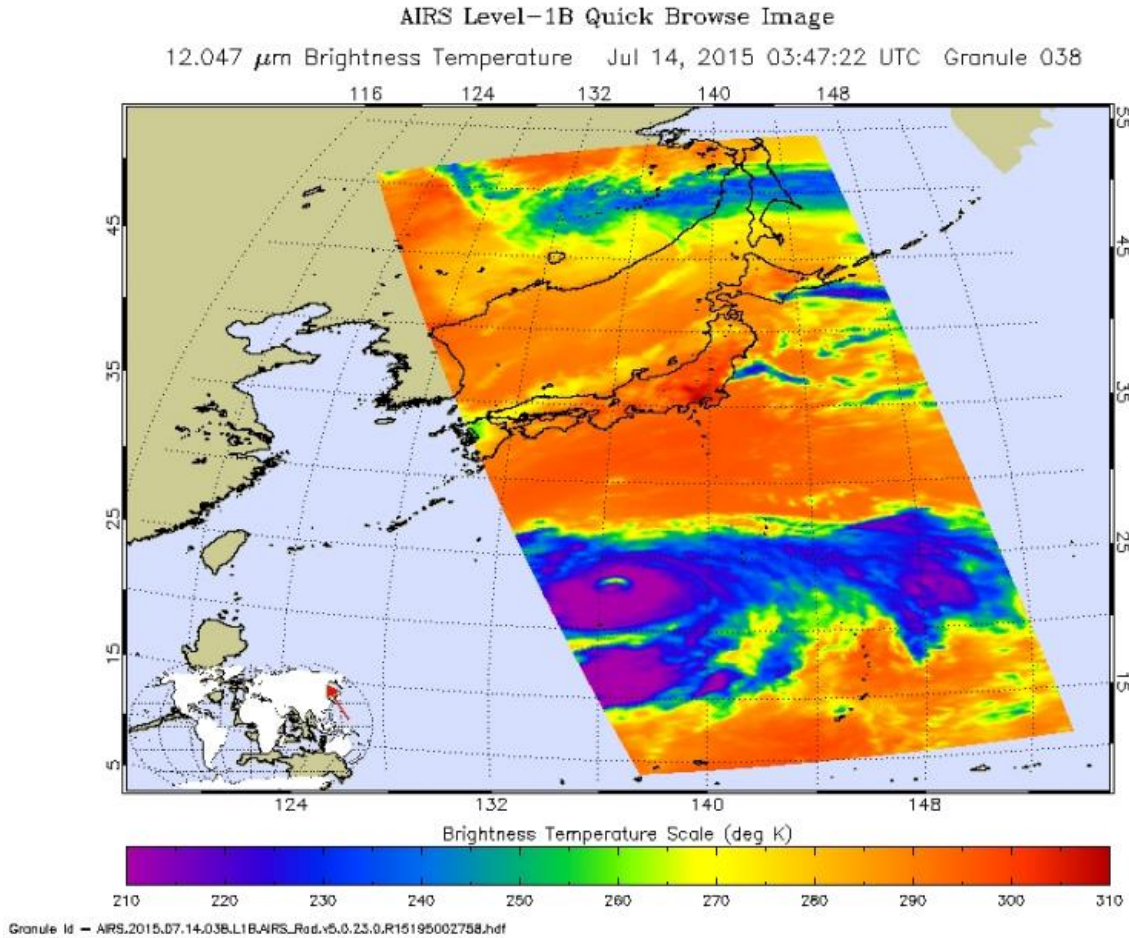 AIRS Level-1B Quick Browse Image
12.047 μm Brightness Temperature Jul 14, 2015 03:47:22 UTC Granule 038
116 124 132 140 148
55
45 45
35 35
25 25
15 15
5
124 132 140 148
Brightness Temperature Scale (deg K)
210 220 230 240 250 260 270 280 290 300 310
Granule Id - AIRS.2015.07.14.038.L1B.AIRS_Rad.v5.0.23.0.R15195002758.hdf